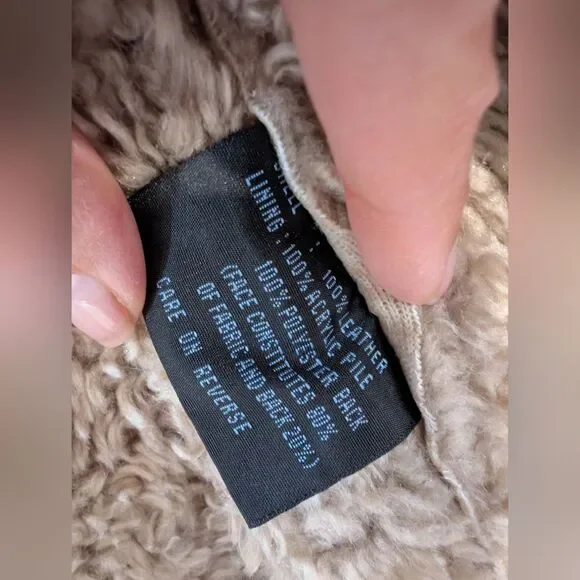 SHELL : 100% LEATHER
LINING : 100% ACRYLIC PILE
100% POLYESTER BACK
(FACE CONSTITUTES 80%
OF FABRIC AND BACK 20%)
CARE ON REVERSE